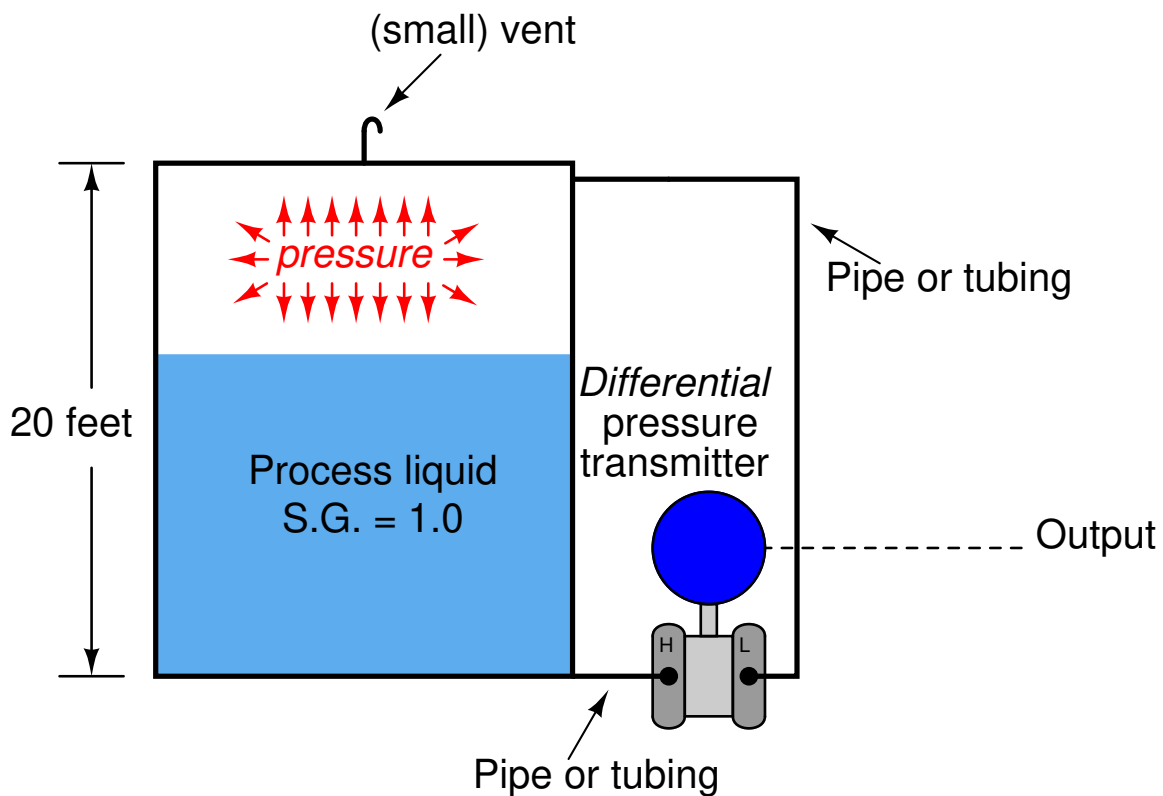 (small) vent
pressure
Pipe or tubing
20 feet
Differential
pressure
transmitter
Process liquid
S.G. = 1.0
Output
H
L
Pipe or tubing